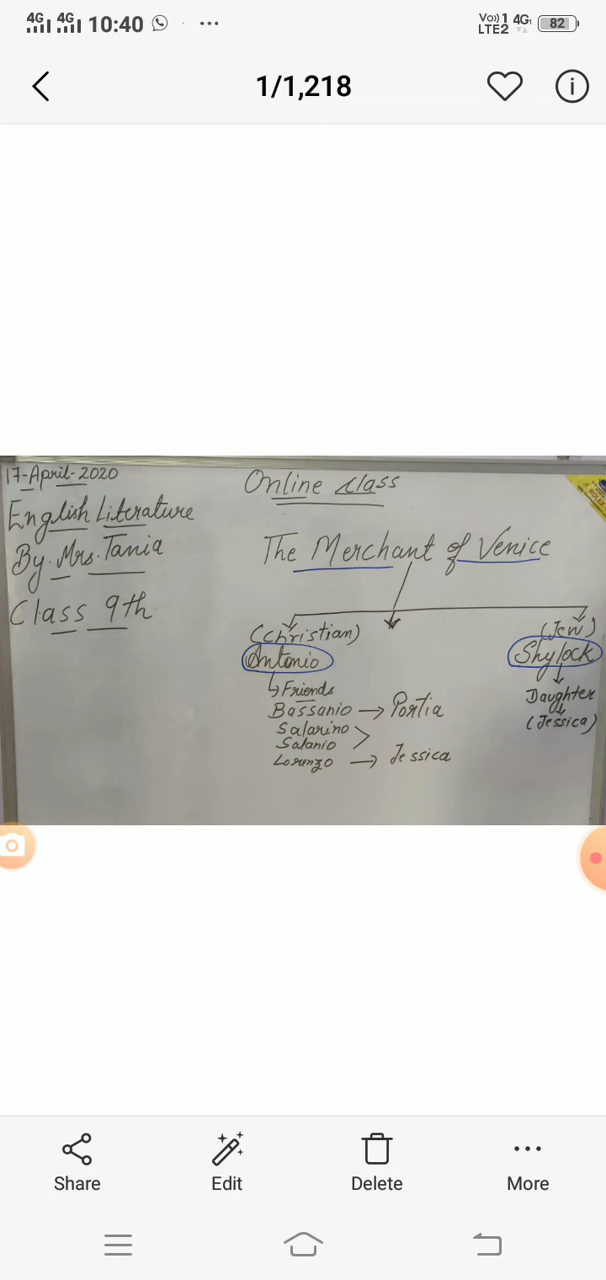 4G 4G 10:40 ...
Vo)) 1 4G
LTE2
82
1/1,218
17-April-2020
English Literature
By. Mrs. Tania
Class 9th
Online class
The Merchant of Venice
(Christian)
Antonio
Friends
Bassanio → Portia
Salarino
Salanio
Lorenzo → Jessica
(Jew)
Shylock
Daughter
(Jessica)
ROLEX
Share
Edit
Delete
More